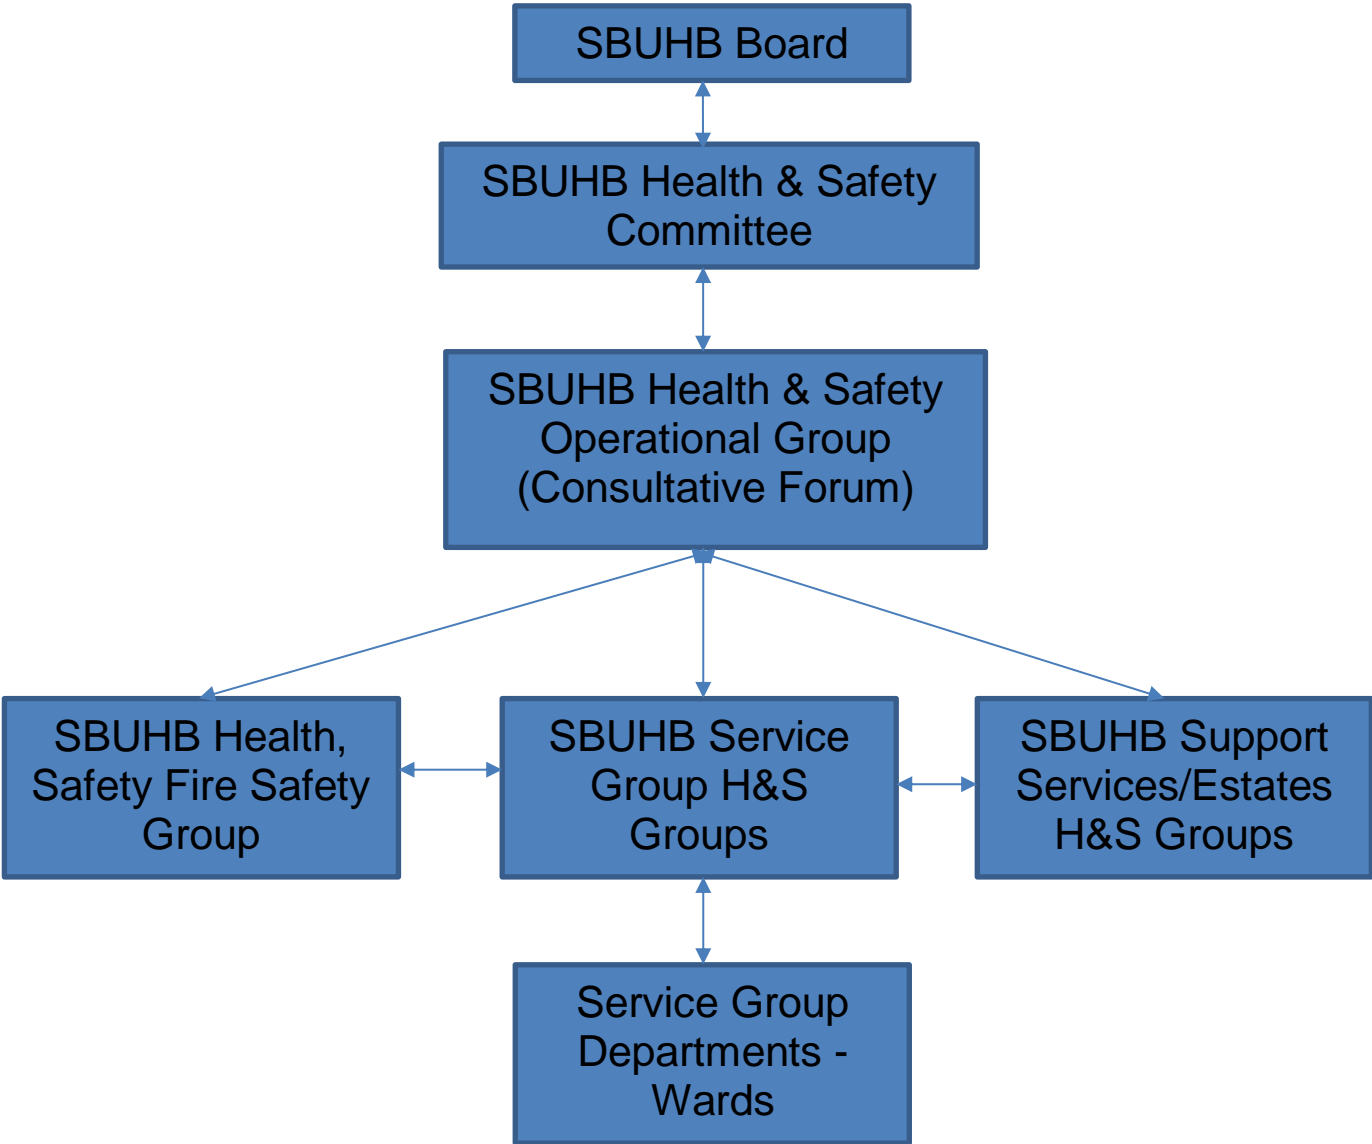 SBUHB Board
SBUHB Health & Safety
Committee
SBUHB Health & Safety
Operational Group
(Consultative Forum)
SBUHB Health,
Safety Fire Safety
Group
SBUHB Service
Group H&S
Groups
SBUHB Support
Services/Estates
H&S Groups
Service Group
Departments -
Wards